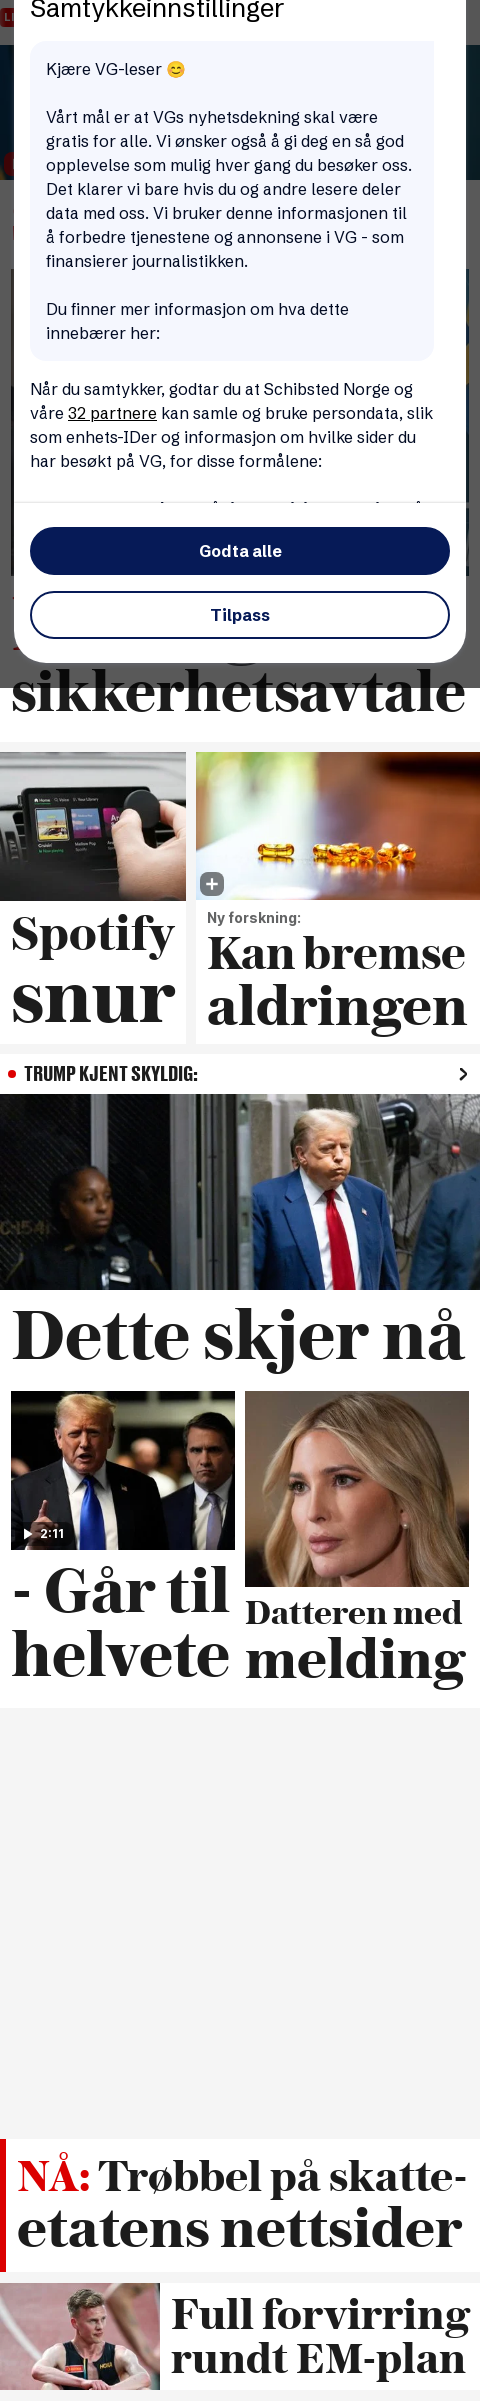 Samtykkeinnstillinger
Kjære VG-leser 😊
Vårt mål er at VGs nyhetsdekning skal være
gratis for alle. Vi ønsker også å gi deg en så god
opplevelse som mulig hver gang du besøker oss.
Det klarer vi bare hvis du og andre lesere deler
data med oss. Vi bruker denne informasjonen til
å forbedre tjenestene og annonsene i VG - som
finansierer journalistikken.
Du finner mer informasjon om hva dette
innebærer her:
Når du samtykker, godtar du at Schibsted Norge og
våre 32 partnere kan samle og bruke persondata, slik
som enhets-IDer og informasjon om hvilke sider du
har besøkt på VG, for disse formålene:
Godta alle
Tilpass
sikkerhetsavtale
Spotify
snur
Ny forskning:
Kan bremse
aldringen
TRUMP KJENT SKYLDIG:
Dette skjer nå
2:11
- Går til
helvete
Datteren med
melding
NÅ: Trøbbel på skatte-
etatens nettsider
Full forvirring
rundt EM-plan